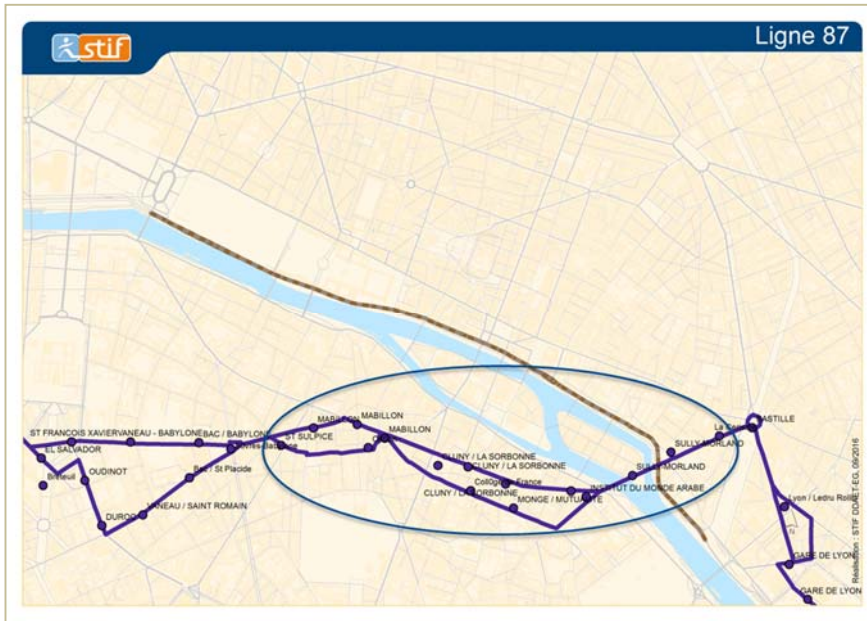 Ligne 87
stif
BASTILLE
MABILLON
MABILLON
MABILLON
ST FRANCOIS XAVIER
VANEAU - BABYLONE
BAC / BABYLONE
ST SULPICE
SULLY-MORLAND
EL SALVADOR
CLUNY / LA SORBONNE
CLUNY / LA SORBONNE
Bac / St Placide
SULLY-MORLAND
OUDINOT
Breteuil
Collège de France
CLUNY / LA SORBONNE
INSTITUT DU MONDE ARABE
MONGE / MUTUALITE
Lyon / Ledru Rollin
VANEAU / SAINT ROMAIN
DUROC
GARE DE LYON
GARE DE LYON
Réalisation : STIF DDAET-EG, 09/2016